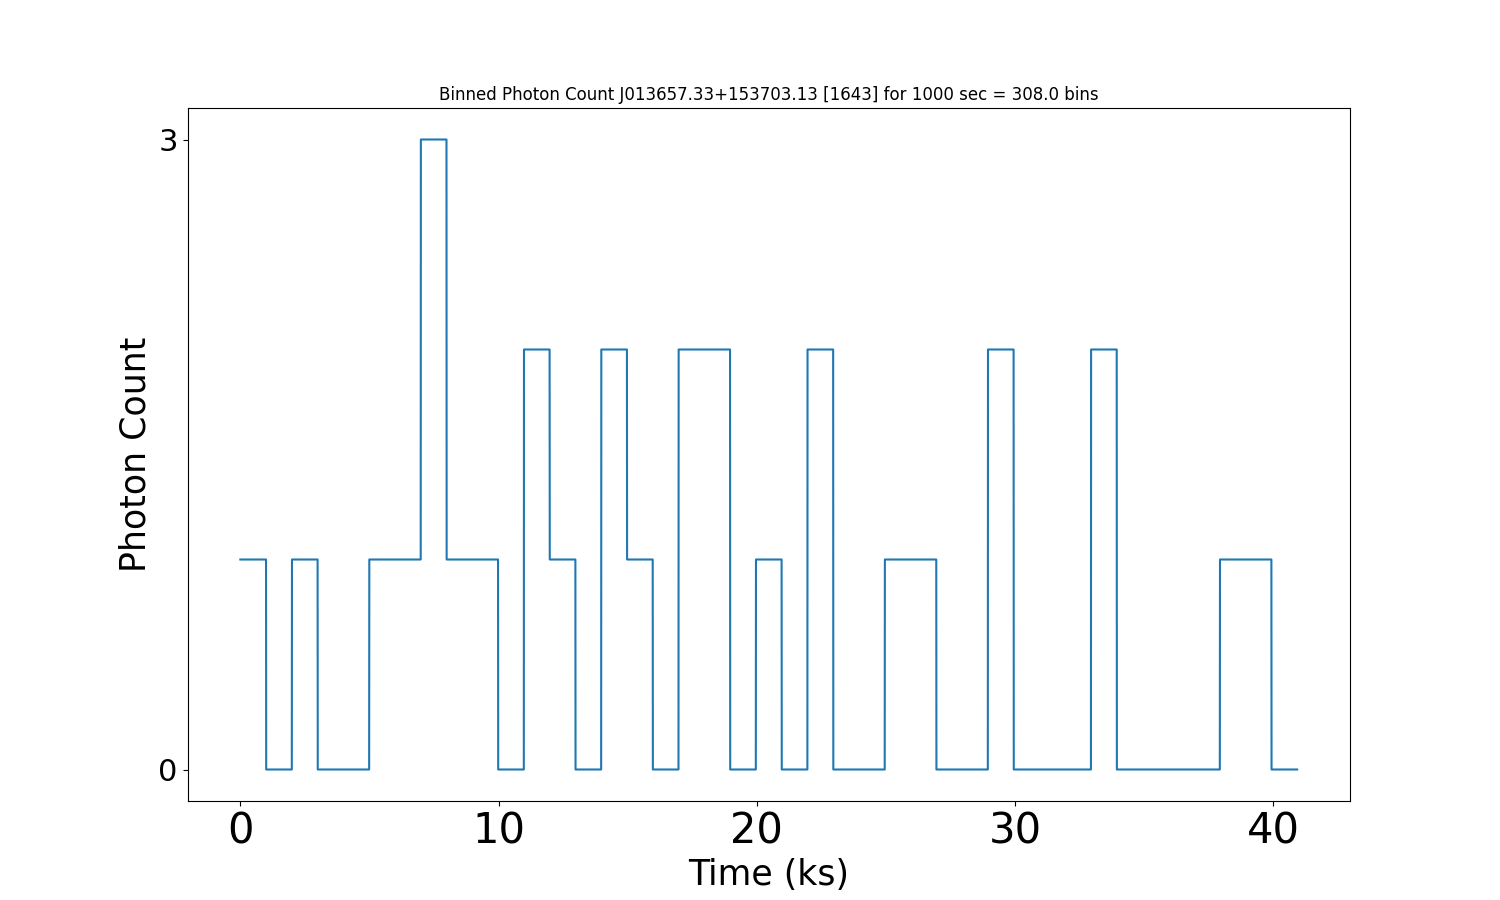 Binned Photon Count J013657.33+153703.13 [1643] for 1000 sec = 308.0 bins
3
Photon Count
0
0 10 20 30 40
Time (ks)